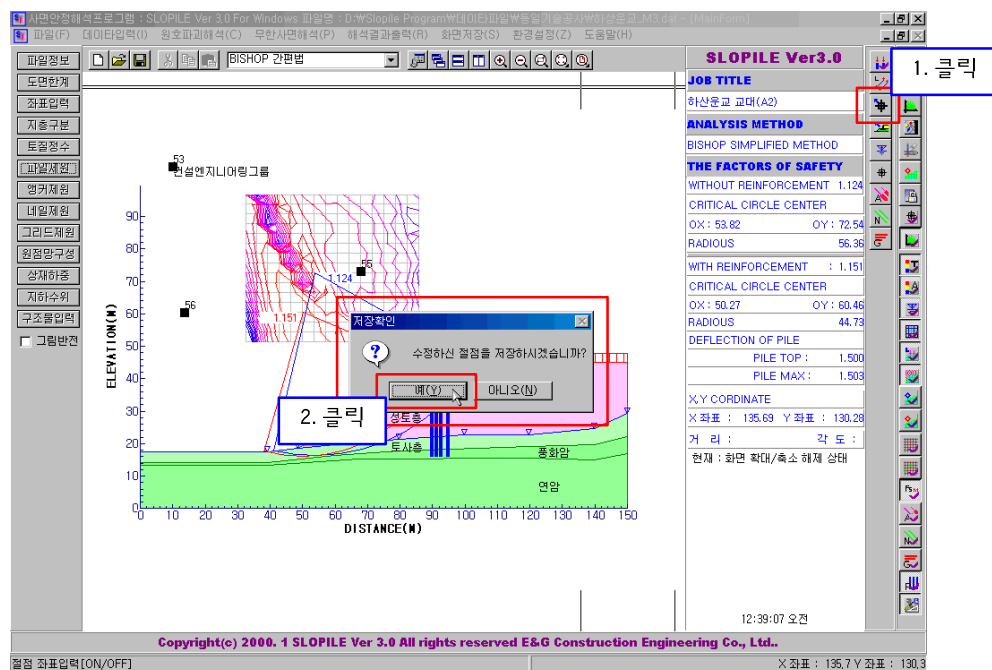 사면안정해석프로그램 : SLOPILE Ver 3.0 For Windows 파일명 : D:₩Slopile Program₩데이타파일₩동일기술공사₩하상운교_M3.dat - [Mainform]
파일(F) 데이타입력(I) 원호파괴해석(C) 무한사면해석(P) 해석결과출력(R) 화면저장(S) 환경설정(Z) 도움말(H)
BISHOP 간편법
1. 클릭
파일정보
도면한계
좌표입력
지층구분
토질정수
파일제원
앵커제원
네일제원
그리드제원
원점망구성
상재하중
지하수위
구조물입력
그림반전
53
건설엔지니어링그룹
55
56
1.124
1.151
ELEVATION(M)
90
80
70
60
50
40
30
20
10
0
0 10 20 30 40 50 60 70 80 90 100 110 120 130 140 150
DISTANCE(M)
성토층
토사층
풍화암
연암
저장확인
수정하신 절점을 저장하시겠습니까?
예(Y) 아니오(N)
2. 클릭
SLOPILE Ver3.0
JOB TITLE
하산운교 교대(A2)
ANALYSIS METHOD
BISHOP SIMPLIFIED METHOD
THE FACTORS OF SAFETY
WITHOUT REINFORCEMENT 1.124
CRITICAL CIRCLE CENTER
OX : 53.82 OY : 72.54
RADIOUS 56.36
WITH REINFORCEMENT : 1.151
CRITICAL CIRCLE CENTER
OX : 50.27 OY : 60.46
RADIOUS 44.73
DEFLECTION OF PILE
PILE TOP : 1.500
PILE MAX : 1.503
X,Y CORDINATE
X 좌표 : 135.69 Y 좌표 : 130.28
거 리 : 각 도 :
현재 : 화면 확대/축소 해제 상태
12:39:07 오전
Copyright(c) 2000. 1 SLOPILE Ver 3.0 All rights reserved E&G Construction Engineering Co., Ltd..
절점 좌표입력[ON/OFF]
X 좌표 : 135,7 Y 좌표 : 130,3